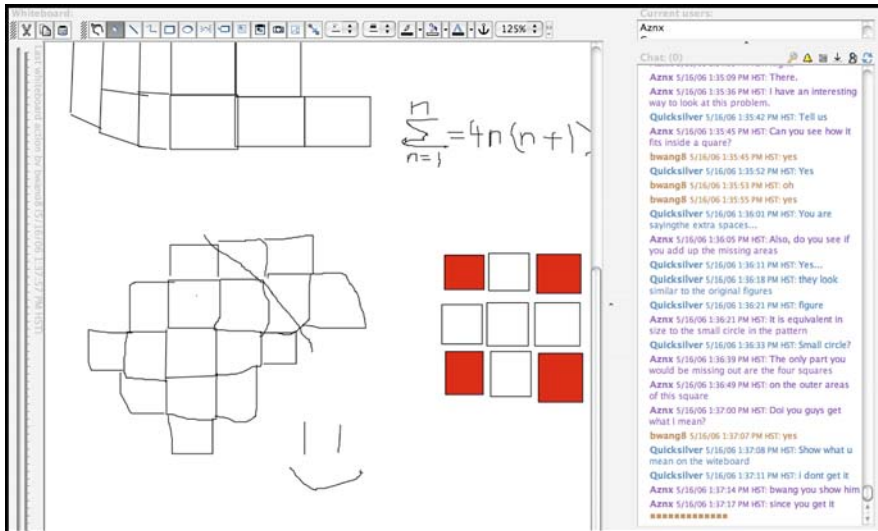 Whiteboard:
125%
Current users:
Aznx
Chat: (0)
Aznx 5/16/06 1:35:09 PM HST: There.
Aznx 5/16/06 1:35:36 PM HST: I have an interesting
way to look at this problem.
Quicksilver 5/16/06 1:35:42 PM HST: Tell us
Aznx 5/16/06 1:35:45 PM HST: Can you see how it
fits inside a quare?
bwang8 5/16/06 1:35:45 PM HST: yes
Quicksilver 5/16/06 1:35:52 PM HST: Yes
bwang8 5/16/06 1:35:53 PM HST: oh
bwang8 5/16/06 1:35:55 PM HST: yes
Quicksilver 5/16/06 1:36:01 PM HST: You are
sayingthe extra spaces...
Aznx 5/16/06 1:36:05 PM HST: Also, do you see if
you add up the missing areas
Quicksilver 5/16/06 1:36:11 PM HST: Yes...
Quicksilver 5/16/06 1:36:18 PM HST: they look
similar to the original figures
Quicksilver 5/16/06 1:36:21 PM HST: figure
Aznx 5/16/06 1:36:21 PM HST: It is equivalent in
size to the small circle in the pattern
Quicksilver 5/16/06 1:36:33 PM HST: Small circle?
Aznx 5/16/06 1:36:39 PM HST: The only part you
would be missing out are the four squares
Aznx 5/16/06 1:36:49 PM HST: on the outer areas
of this square
Aznx 5/16/06 1:37:00 PM HST: Doi you guys get
what I mean?
bwang8 5/16/06 1:37:07 PM HST: yes
Quicksilver 5/16/06 1:37:08 PM HST: Show what u
mean on the witeboard
Quicksilver 5/16/06 1:37:11 PM HST: i dont get it
Aznx 5/16/06 1:37:14 PM HST: bwang you show him
Aznx 5/16/06 1:37:17 PM HST: since you get it
n
∑ =4n(n+1)
n=1
Last whiteboard action by bwang8 (5/16/06 1:37:57 PM HST)